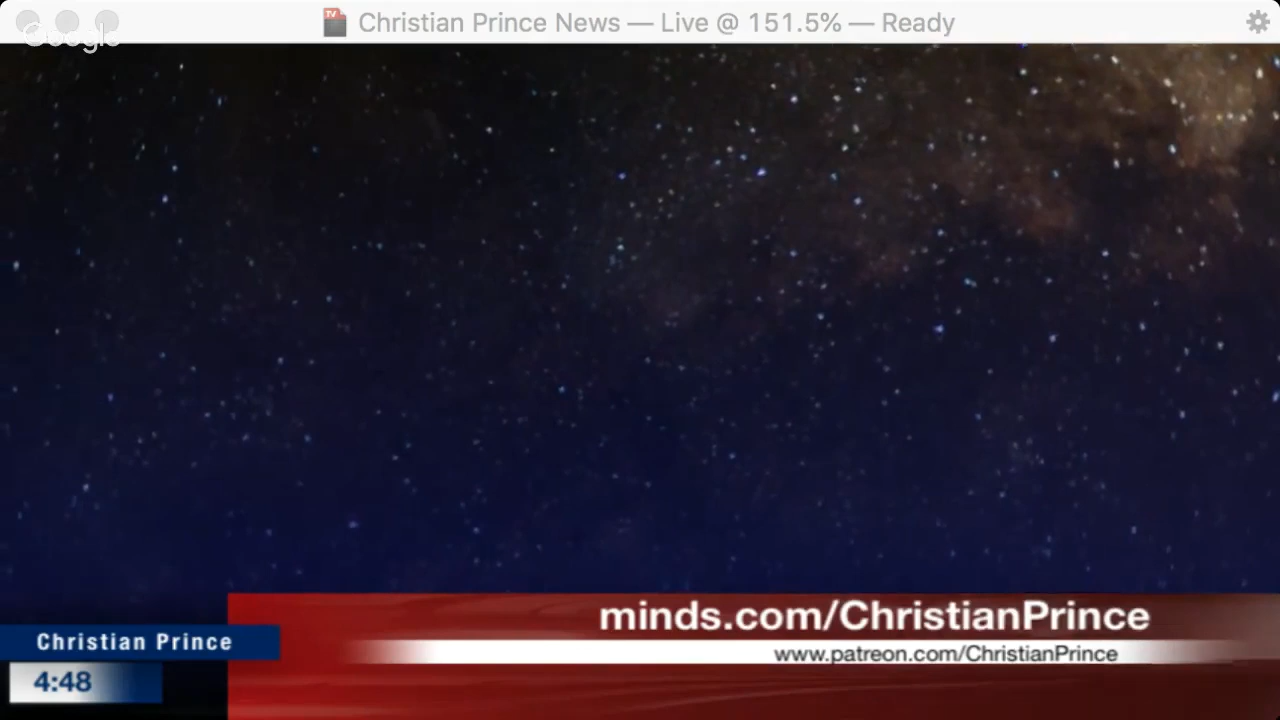 Christian Prince News — Live @ 151.5% — Ready
Google
minds.com/ChristianPrince
www.patreon.com/ChristianPrince
Christian Prince
4:48
TV